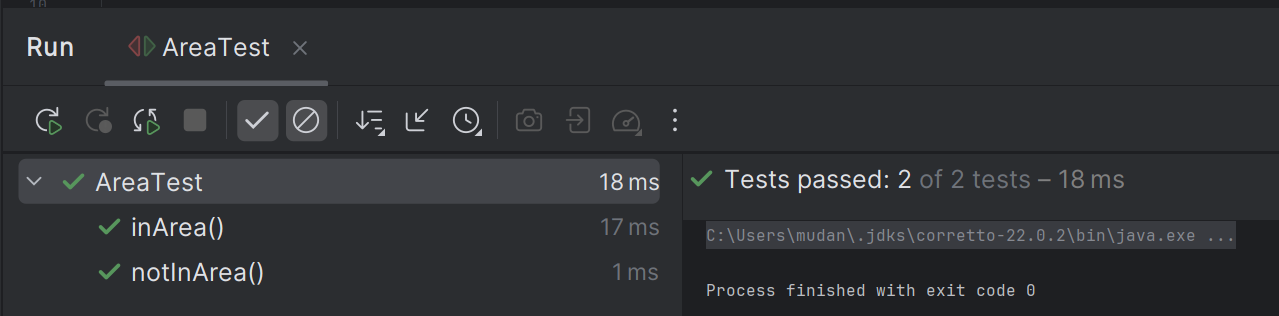 10
Run AreaTest
AreaTest 18 ms
inArea() 17 ms
notInArea() 1 ms
Tests passed: 2 of 2 tests – 18 ms
C:\Users\mudan\.jdks\corretto-22.0.2\bin\java.exe ...
Process finished with exit code 0